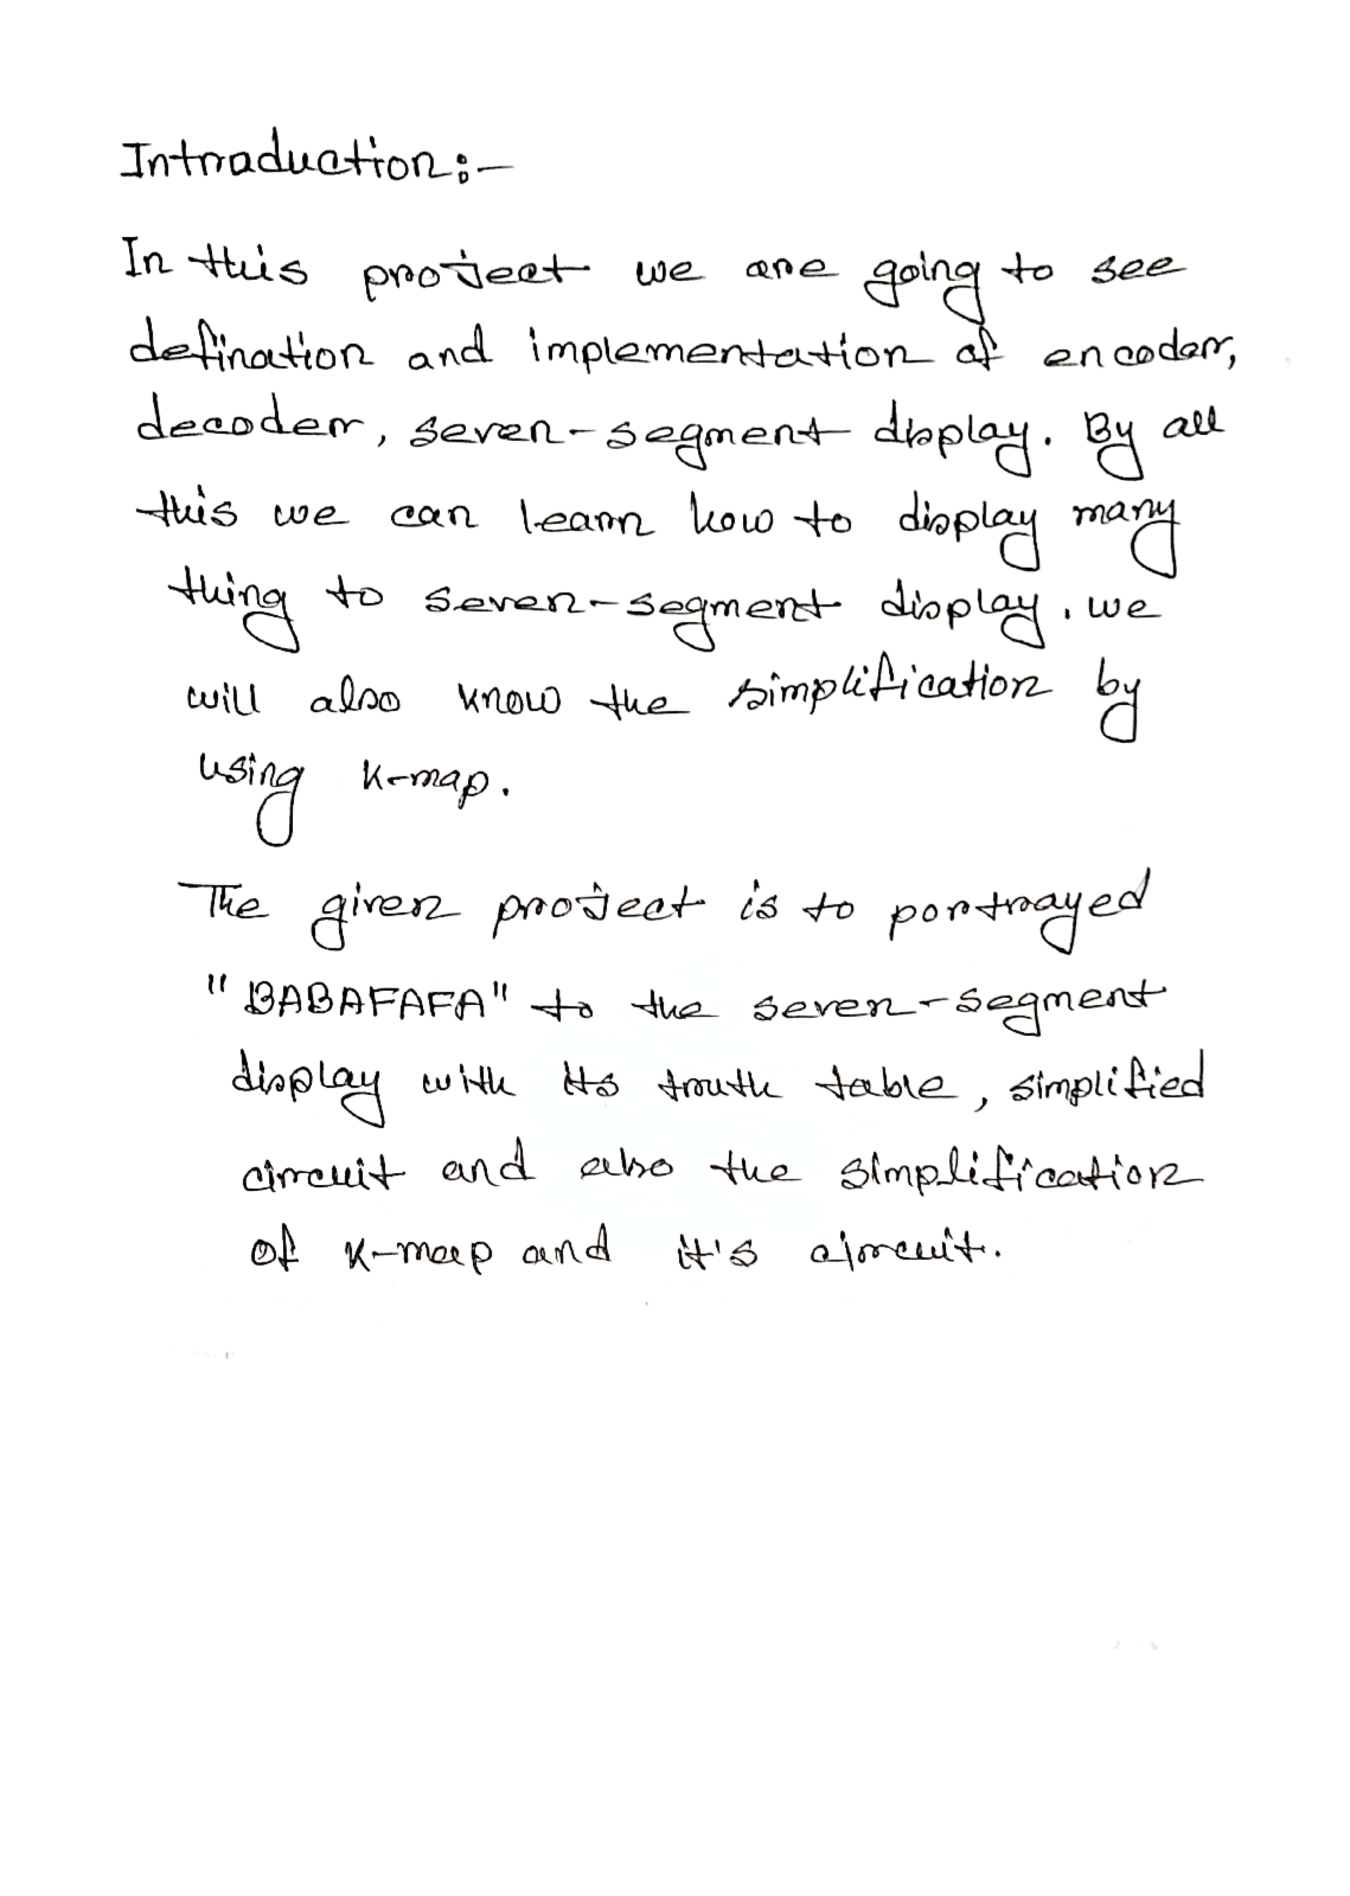 Introduction:-
In this project we are going to see
defination and implementation of encoder,
decoder, seven-segment display. By all
this we can learn how to display many
thing to seven-segment display. we
will also know the simplification by
using k-map.
The given project is to portrayed
"BABAFAFA" to the seven-segment
display with its truth table, simplified
circuit and also the simplification
of k-map and it's circuit.